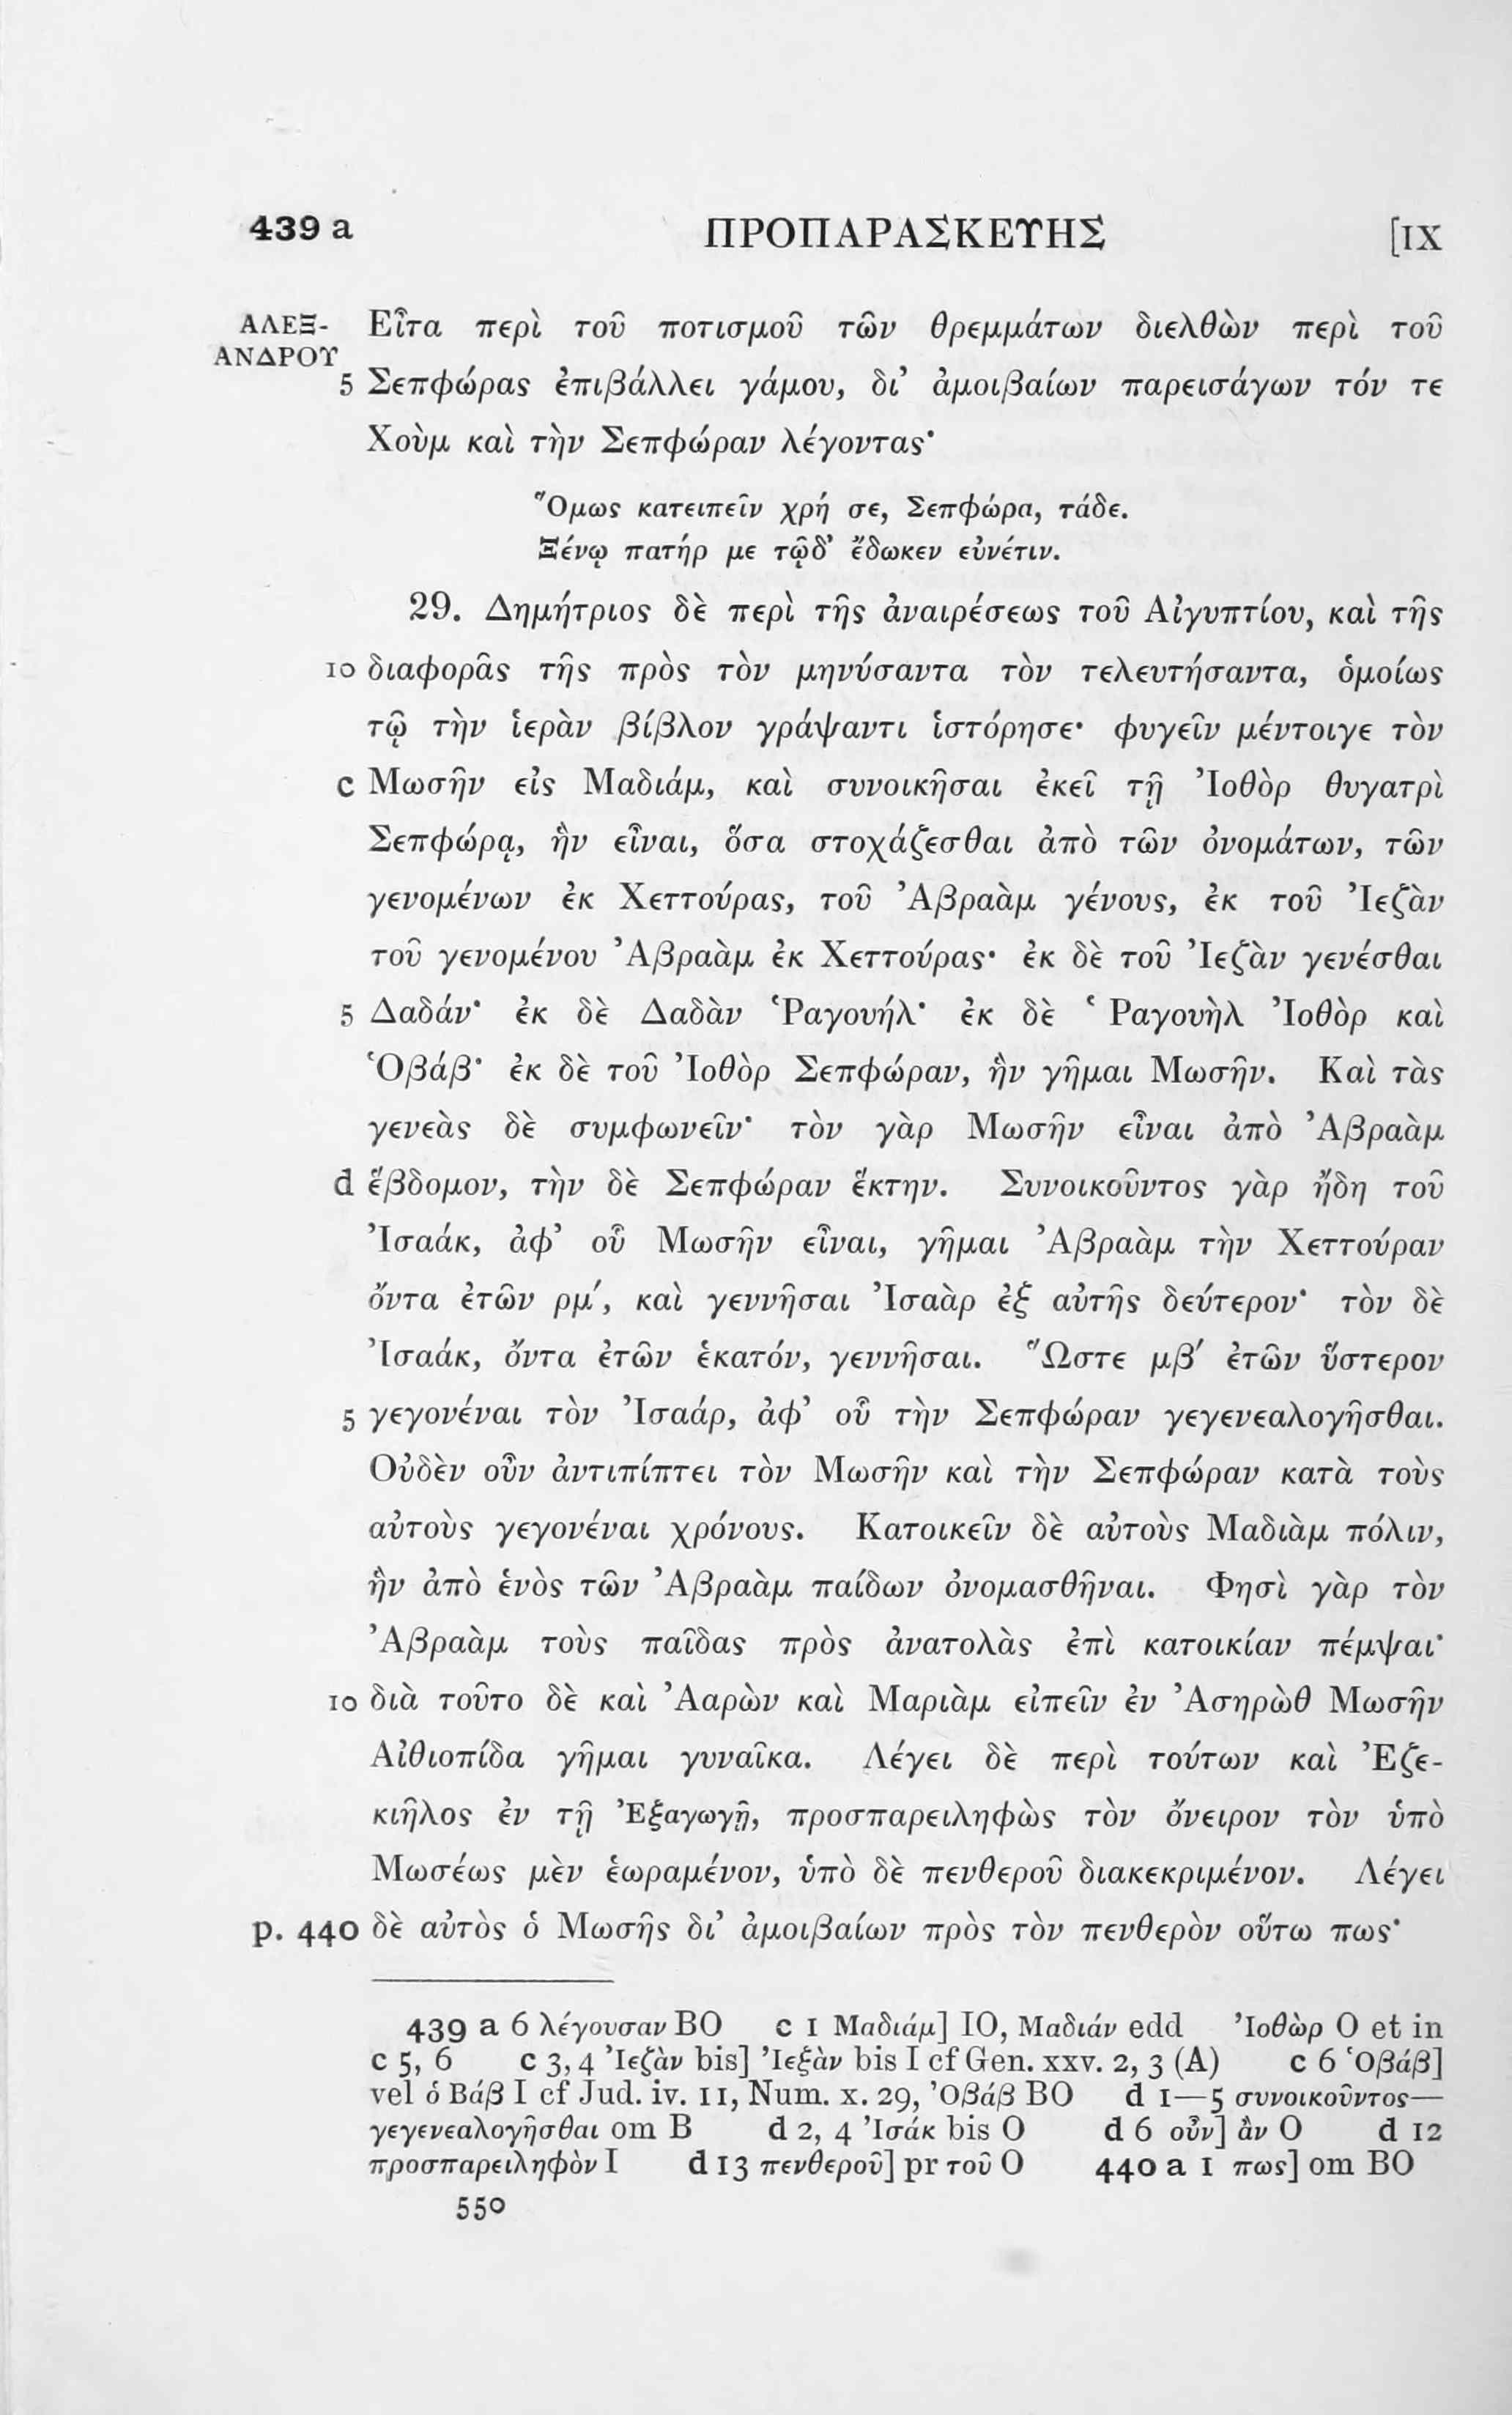 439 a ΠΡΟΠΑΡΑΣΚΕΥΗΣ [IX
ΑΛΕΞ- Εἶτα περὶ τοῦ ποτισμοῦ τῶν θρεμμάτων διελθὼν περὶ τοῦ
ΑΝΔΡΟΥ
5 Σεπφώρας ἐπιβάλλει γάμου, δι’ ἀμοιβαίων παρεισάγων τόν τε
Χοὺμ καὶ τὴν Σεπφώραν λέγοντας·
Ὅμως κατειπεῖν χρή σε, Σεπφώρα, τάδε.
Ξένῳ πατήρ με τῷδ’ ἔδωκεν εὐνέτιν.
29. Δημήτριος δὲ περὶ τῆς ἀναιρέσεως τοῦ Αἰγυπτίου, καὶ τῆς
10 διαφορᾶς τῆς πρὸς τὸν μηνύσαντα τὸν τελευτήσαντα, ὁμοίως
τῷ τὴν ἱερὰν βίβλον γράψαντι ἱστόρησε· φυγεῖν μέντοιγε τὸν
c Μωσῆν εἰς Μαδιάμ, καὶ συνοικῆσαι ἐκεῖ τῇ Ἰοθὸρ θυγατρὶ
Σεπφώρᾳ, ἣν εἶναι, ὅσα στοχάζεσθαι ἀπὸ τῶν ὀνομάτων, τῶν
γενομένων ἐκ Χεττούρας, τοῦ Ἀβραὰμ γένους, ἐκ τοῦ Ἰεζὰν
τοῦ γενομένου Ἀβραὰμ ἐκ Χεττούρας· ἐκ δὲ τοῦ Ἰεζὰν γενέσθαι
5 Δαδάν· ἐκ δὲ Δαδὰν Ῥαγουήλ· ἐκ δὲ Ῥαγουὴλ Ἰοθὸρ καὶ
Ὁβάβ· ἐκ δὲ τοῦ Ἰοθὸρ Σεπφώραν, ἣν γῆμαι Μωσῆν. Καὶ τὰς
γενεὰς δὲ συμφωνεῖν· τὸν γὰρ Μωσῆν εἶναι ἀπὸ Ἀβραὰμ
d ἕβδομον, τὴν δὲ Σεπφώραν ἕκτην. Συνοικοῦντος γὰρ ἤδη τοῦ
Ἰσαάκ, ἀφ’ οὗ Μωσῆν εἶναι, γῆμαι Ἀβραὰμ τὴν Χεττούραν
ὄντα ἐτῶν ρμ′, καὶ γεννῆσαι Ἰσαὰρ ἐξ αὐτῆς δεύτερον· τὸν δὲ
Ἰσαάκ, ὄντα ἐτῶν ἑκατόν, γεννῆσαι. Ὥστε μβ′ ἐτῶν ὕστερον
5 γεγονέναι τὸν Ἰσαάρ, ἀφ’ οὗ τὴν Σεπφώραν γεγενεαλογῆσθαι.
Οὐδὲν οὖν ἀντιπίπτει τὸν Μωσῆν καὶ τὴν Σεπφώραν κατὰ τοὺς
αὐτοὺς γεγονέναι χρόνους. Κατοικεῖν δὲ αὐτοὺς Μαδιὰμ πόλιν,
ἣν ἀπὸ ἑνὸς τῶν Ἀβραὰμ παίδων ὀνομασθῆναι. Φησὶ γὰρ τὸν
Ἀβραὰμ τοὺς παῖδας πρὸς ἀνατολὰς ἐπὶ κατοικίαν πέμψαι·
10 διὰ τοῦτο δὲ καὶ Ἀαρὼν καὶ Μαριὰμ εἰπεῖν ἐν Ἀσηρὼθ Μωσῆν
Αἰθιοπίδα γῆμαι γυναῖκα. Λέγει δὲ περὶ τούτων καὶ Ἐζε-
κιῆλος ἐν τῇ Ἐξαγωγῇ, προσπαρειληφὼς τὸν ὄνειρον τὸν ὑπὸ
Μωσέως μὲν ἑωραμένον, ὑπὸ δὲ πενθεροῦ διακεκριμένον. Λέγει
p. 440 δὲ αὐτὸς ὁ Μωσῆς δι’ ἀμοιβαίων πρὸς τὸν πενθερὸν οὕτω πως·
439 a 6 λέγουσαν BO c 1 Μαδιάμ] IO, Μαδιάν edd Ἰοθὼρ O et in
c 5, 6 c 3, 4 Ἰεζὰν bis] Ἰεξὰν bis I cf Gen. xxv. 2, 3 (A) c 6 Ὁβάβ]
vel ὁ Βάβ I cf Jud. iv. 11, Num. x. 29, Ὀβάβ BO d 1—5 συνοικοῦντος—
γεγενεαλογῆσθαι om B d 2, 4 Ἰσάκ bis O d 6 οὖν] ἂν O d 12
προσπαρειληφὸν I d 13 πενθεροῦ] pr τοῦ O 440 a 1 πως] om BO
550